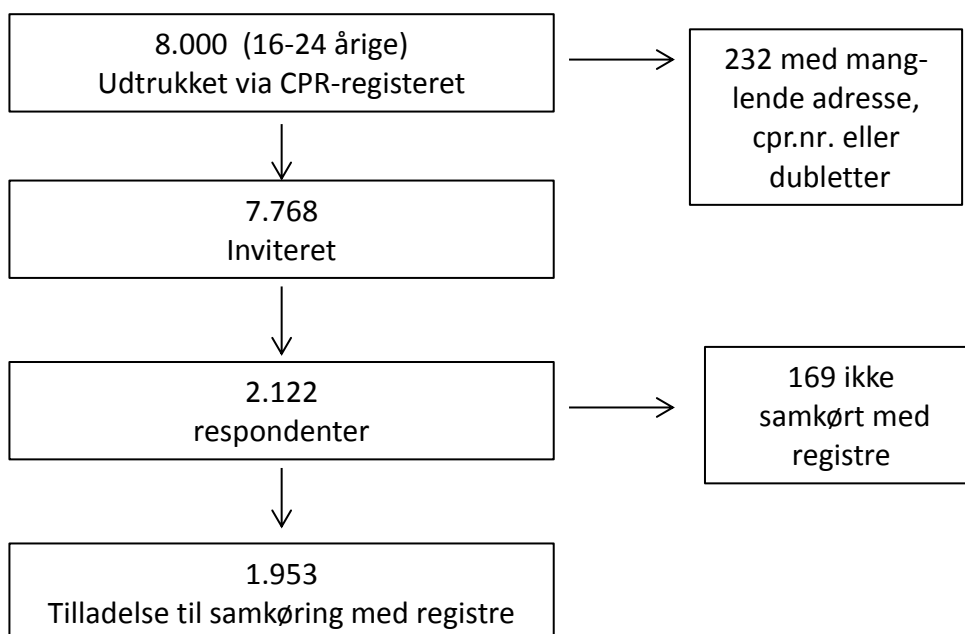 8.000  (16-24 årige)
Udtrukket via CPR-registeret
232 med mang-
lende adresse,
cpr.nr. eller
dubletter
7.768
Inviteret
2.122
respondenter
169 ikke
samkørt med
registre
1.953
Tilladelse til samkøring med registre